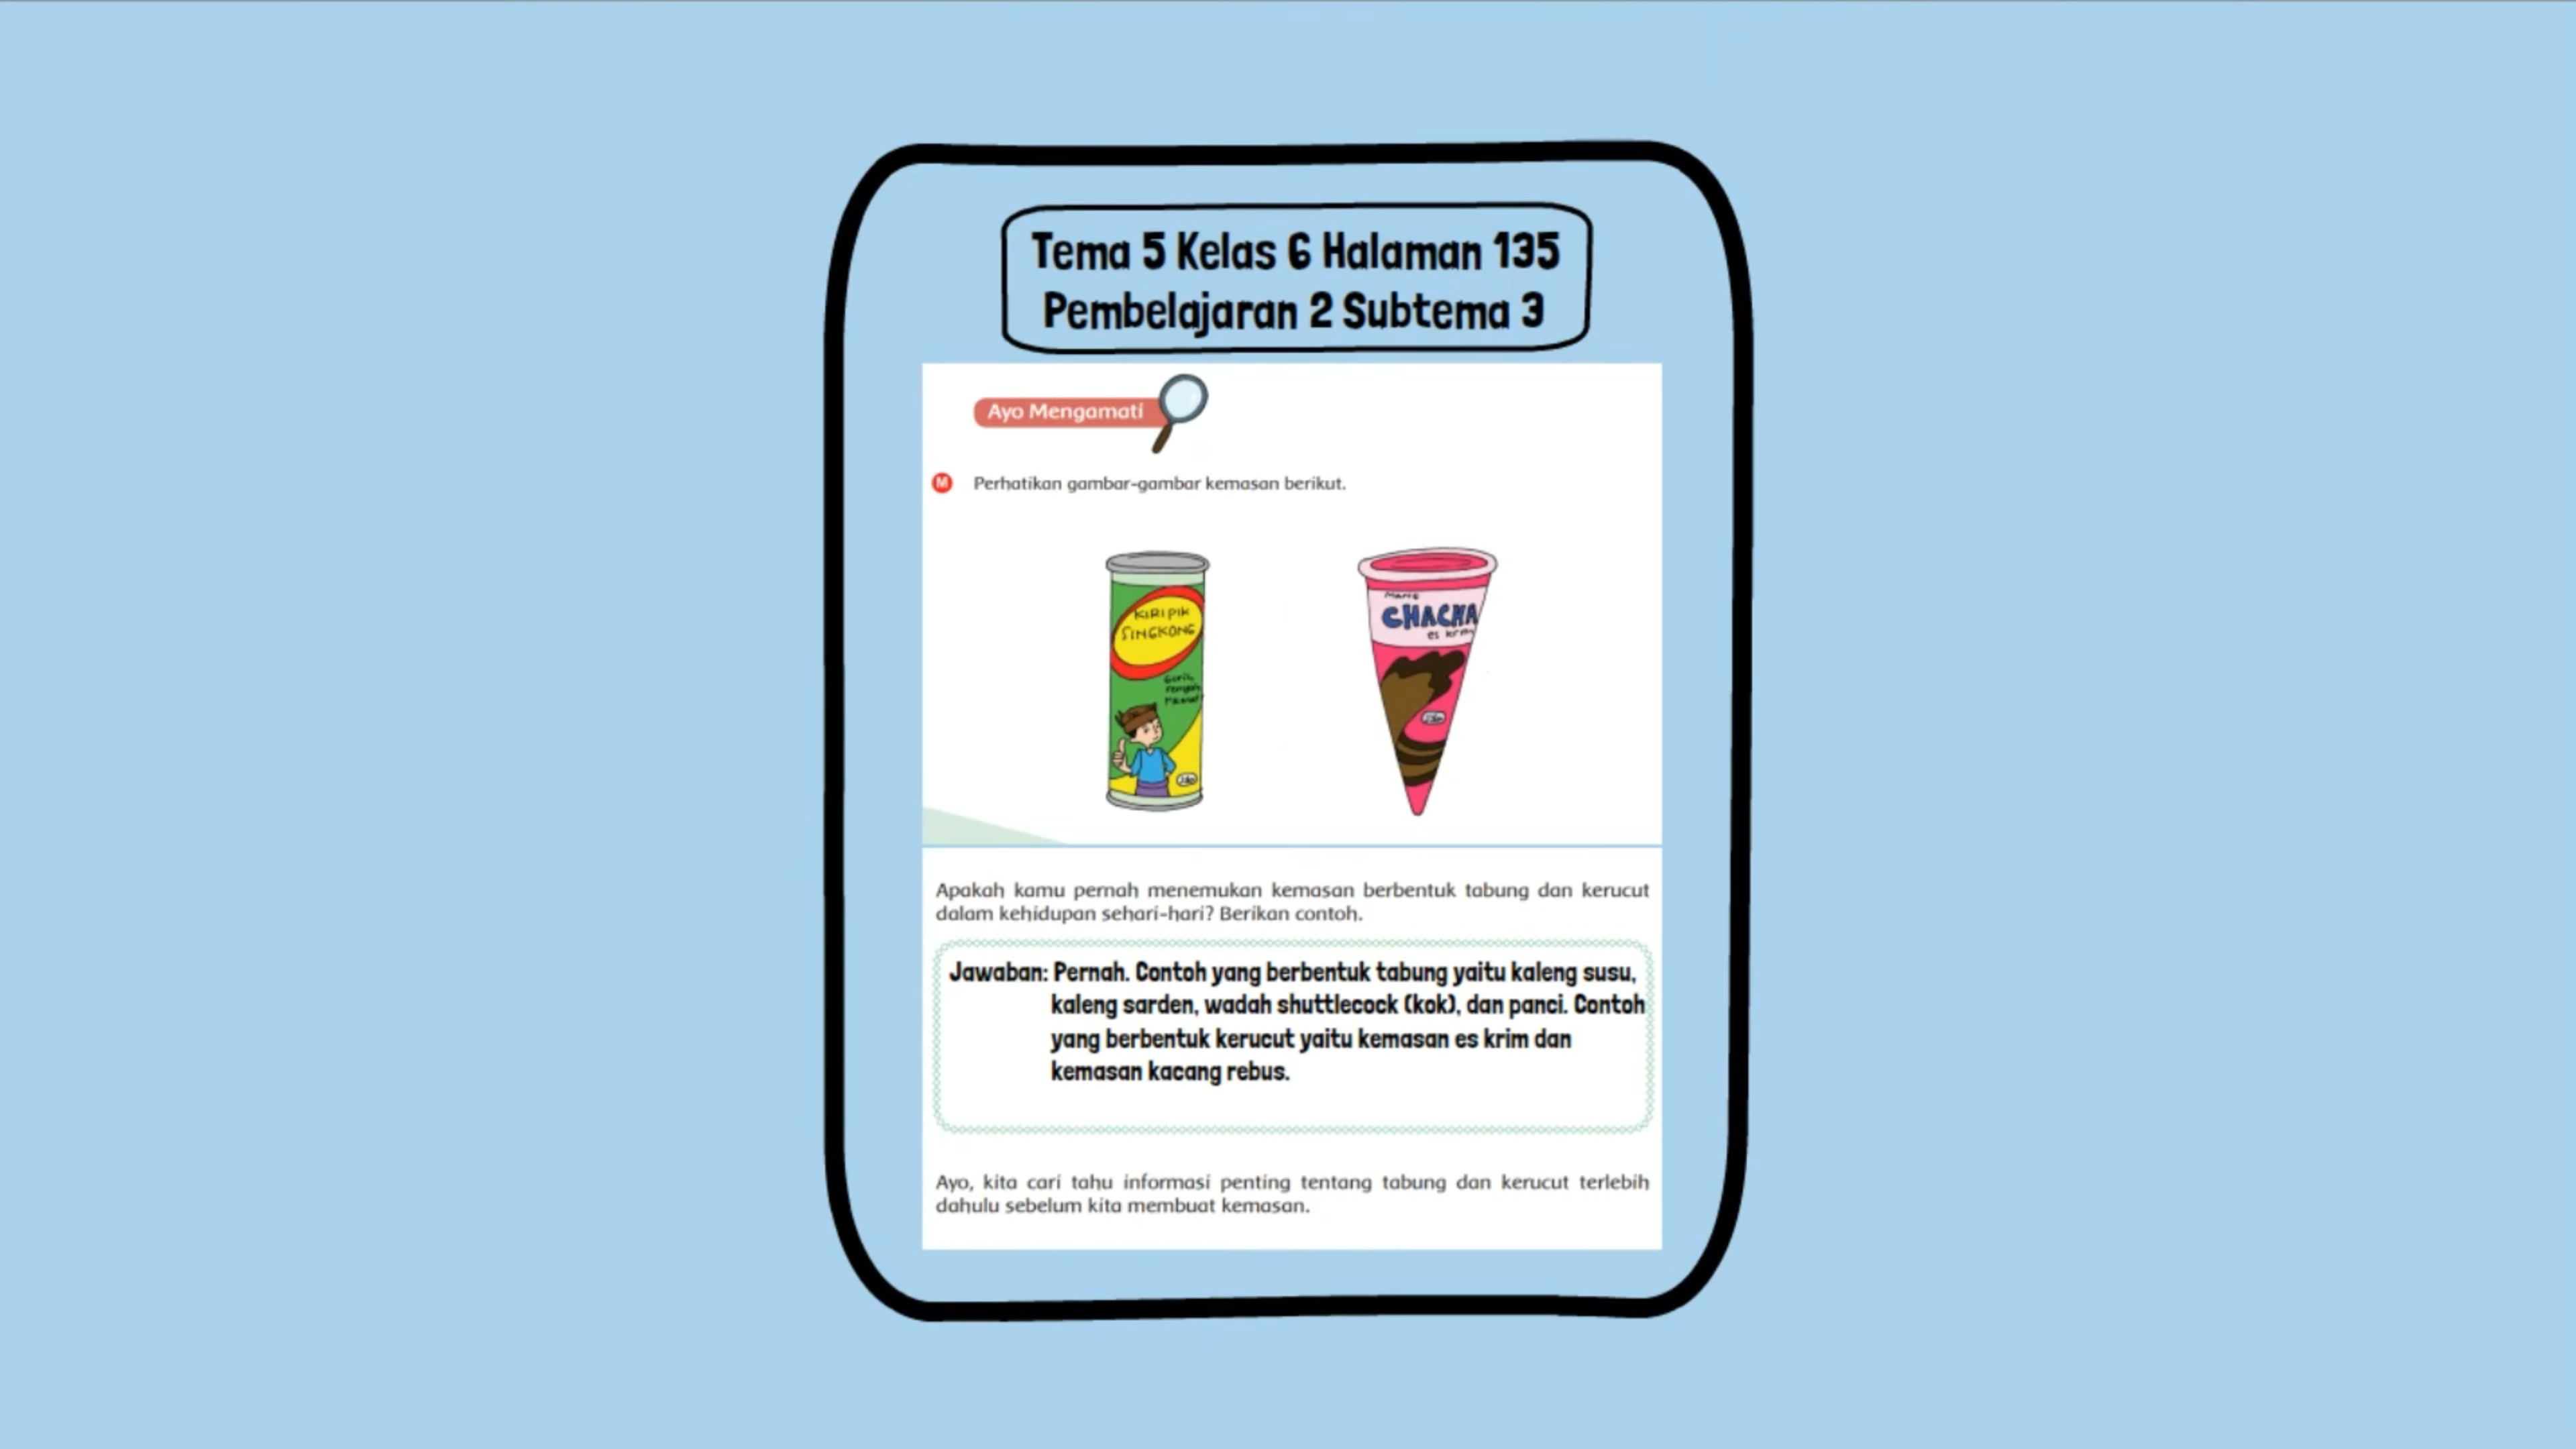 Tema 5 Kelas 6 Halaman 135
Pembelajaran 2 Subtema 3
Ayo Mengamati
M Perhatikan gambar-gambar kemasan berikut.
KIRIPIK
SINGKONG
CHACHA
es krim
Apakah kamu pernah menemukan kemasan berbentuk tabung dan kerucut
dalam kehidupan sehari-hari? Berikan contoh.
Jawaban: Pernah. Contoh yang berbentuk tabung yaitu kaleng susu,
kaleng sarden, wadah shuttlecock (kok), dan panci. Contoh
yang berbentuk kerucut yaitu kemasan es krim dan
kemasan kacang rebus.
Ayo, kita cari tahu informasi penting tentang tabung dan kerucut terlebih
dahulu sebelum kita membuat kemasan.